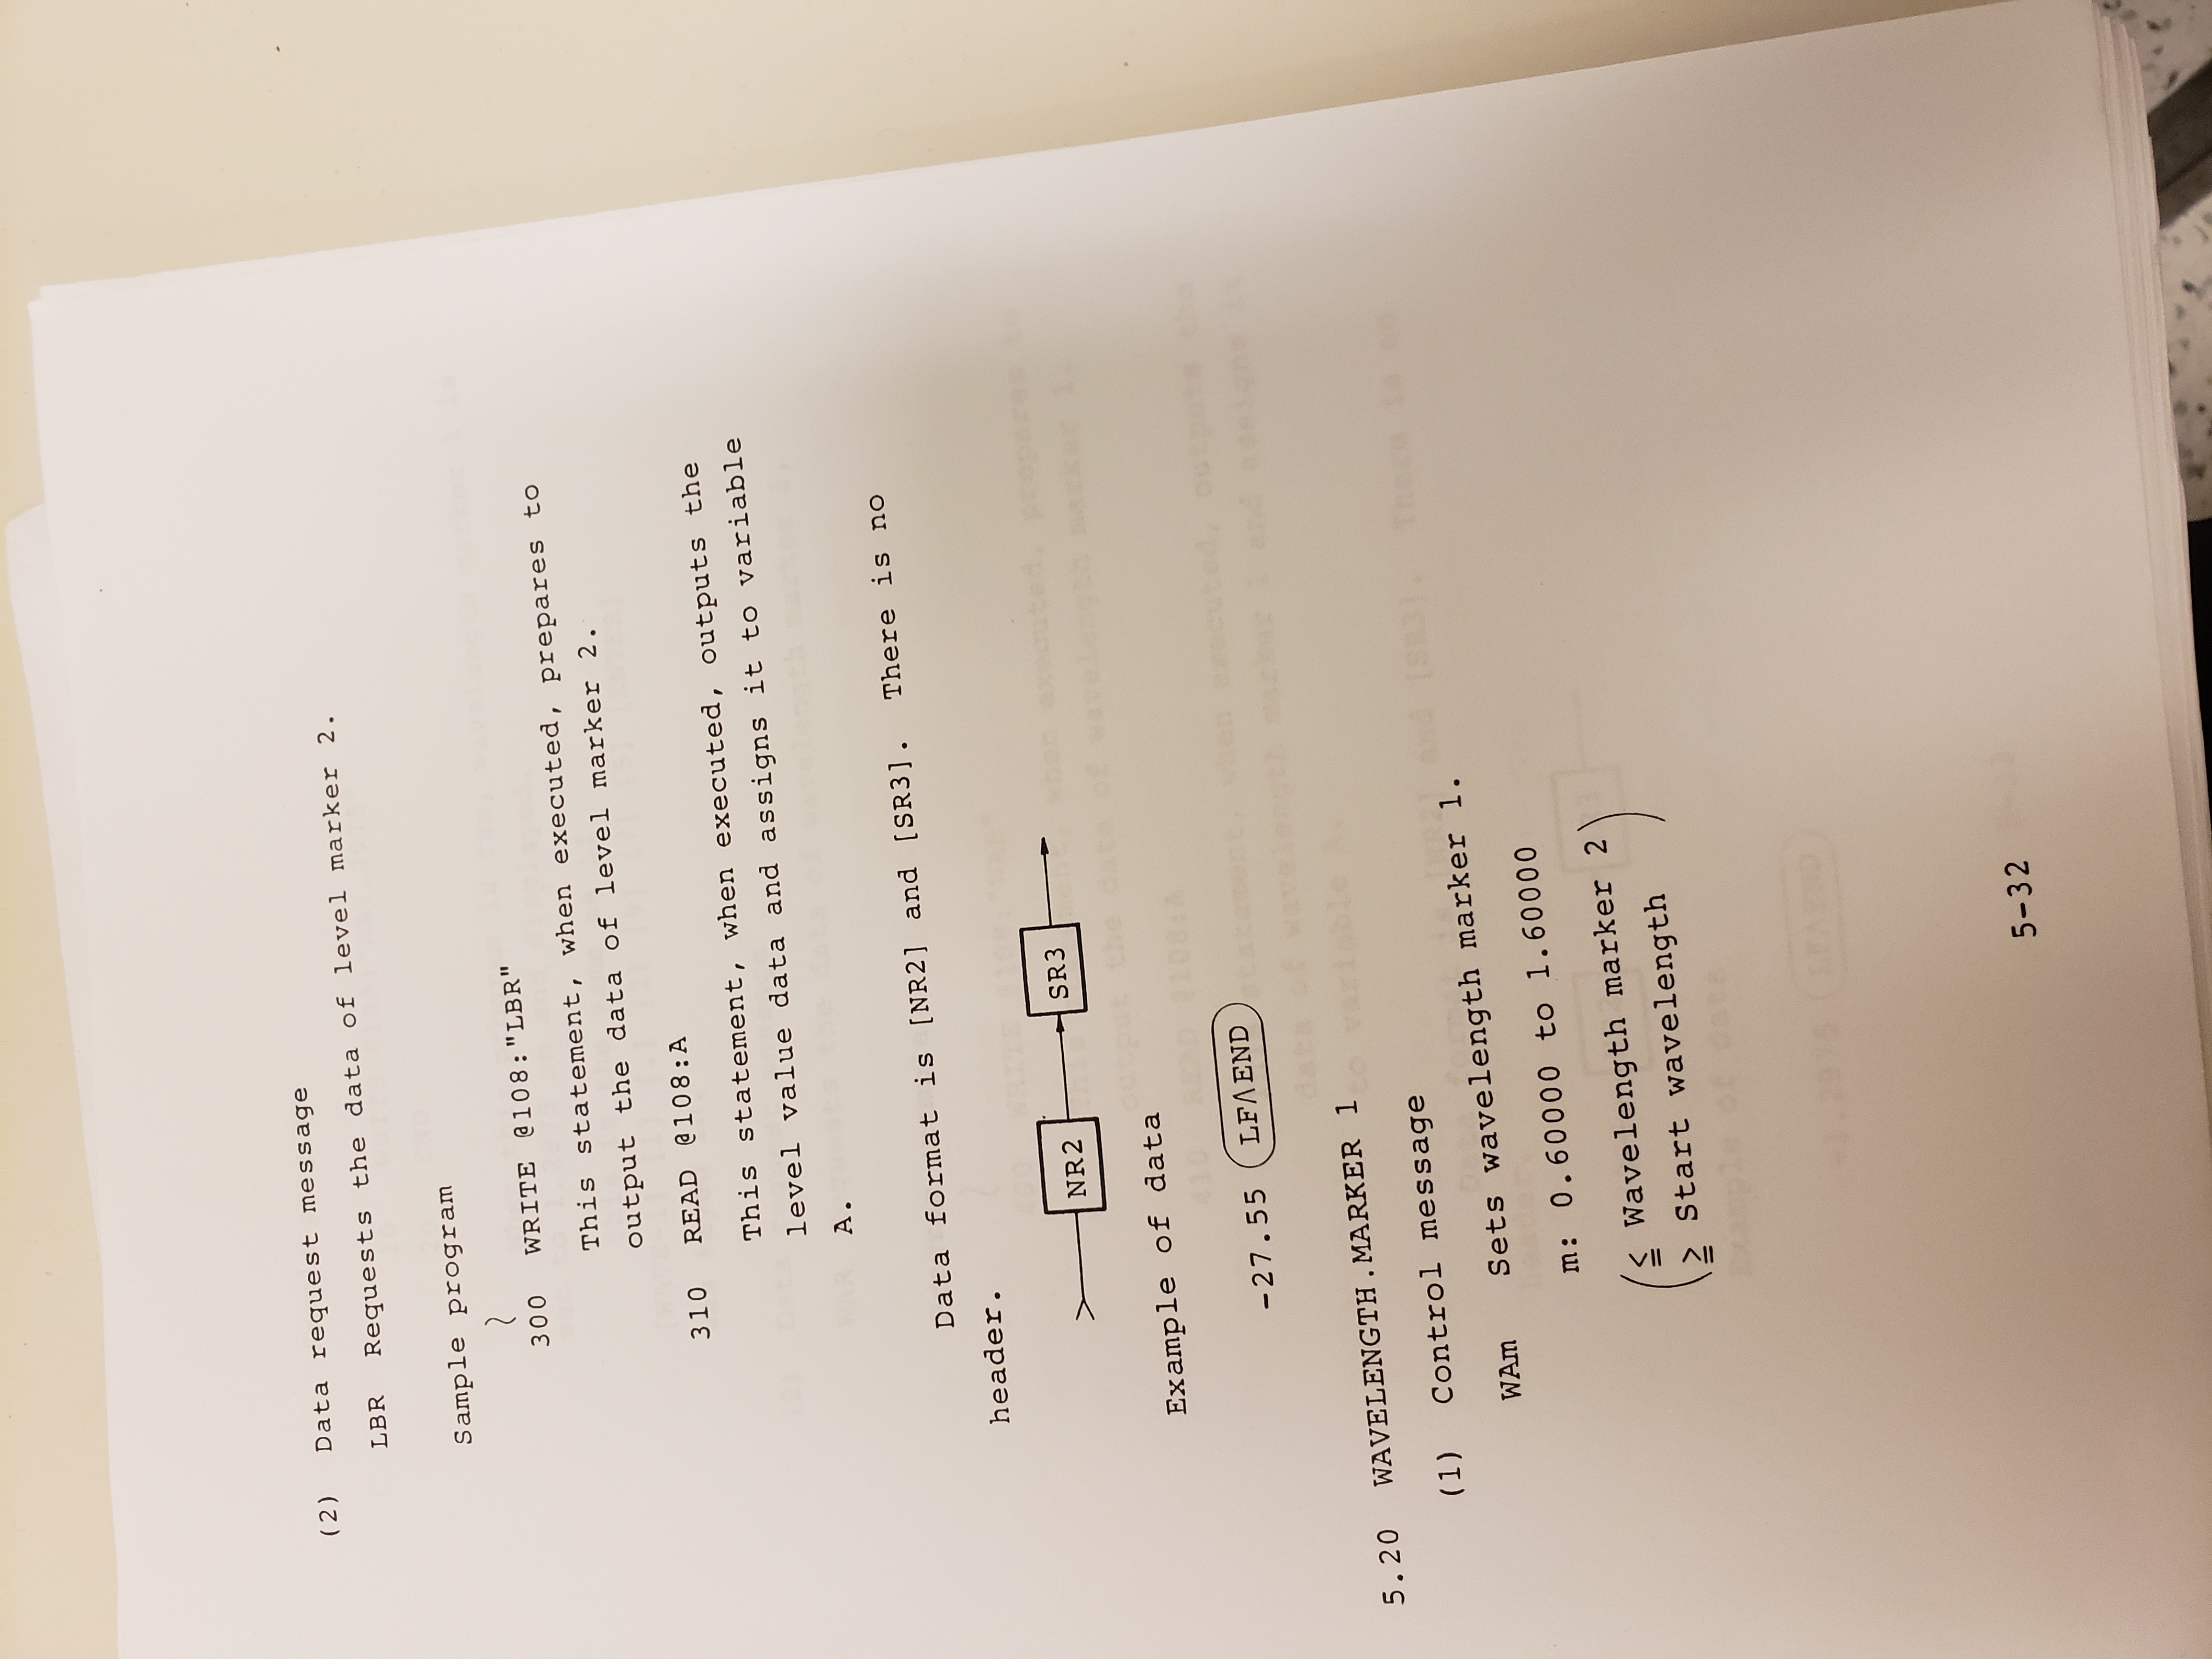 (2) Data request message
LBR Requests the data of level marker 2.
Sample program
300 WRITE @108:"LBR"
This statement, when executed, prepares to
output the data of level marker 2.
310 READ @108:A
This statement, when executed, outputs the
level value data and assigns it to variable
A.
Data format is [NR2] and [SR3]. There is no
header.
NR2 SR3
Example of data
-27.55 LF∧END
5.20 WAVELENGTH.MARKER 1
(1) Control message
WAm Sets wavelength marker 1.
m: 0.60000 to 1.60000
≦ Wavelength marker 2
≧ Start wavelength
5-32